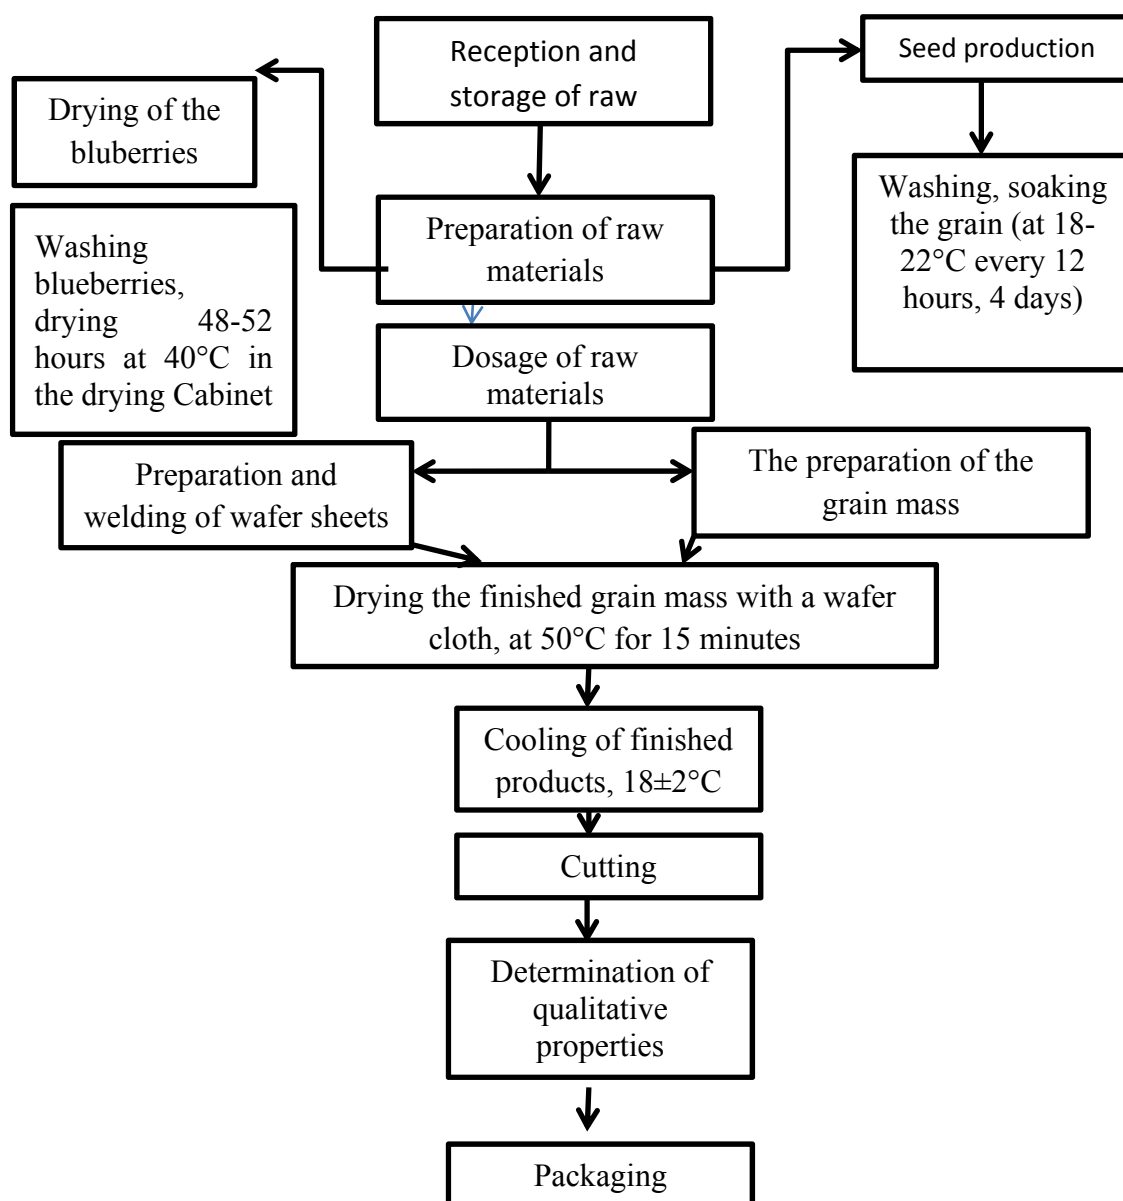 Reception and
storage of raw
Seed production
Drying of the
bluberries
Washing, soaking
the grain (at 18-
22°C every 12
hours, 4 days)
Preparation of raw
materials
Washing
blueberries,
drying 48-52
hours at 40°C in
the drying Cabinet
Dosage of raw
materials
Preparation and
welding of wafer sheets
The preparation of the
grain mass
Drying the finished grain mass with a wafer
cloth, at 50°C for 15 minutes
Cooling of finished
products, 18±2°C
Cutting
Determination of
qualitative
properties
Packaging